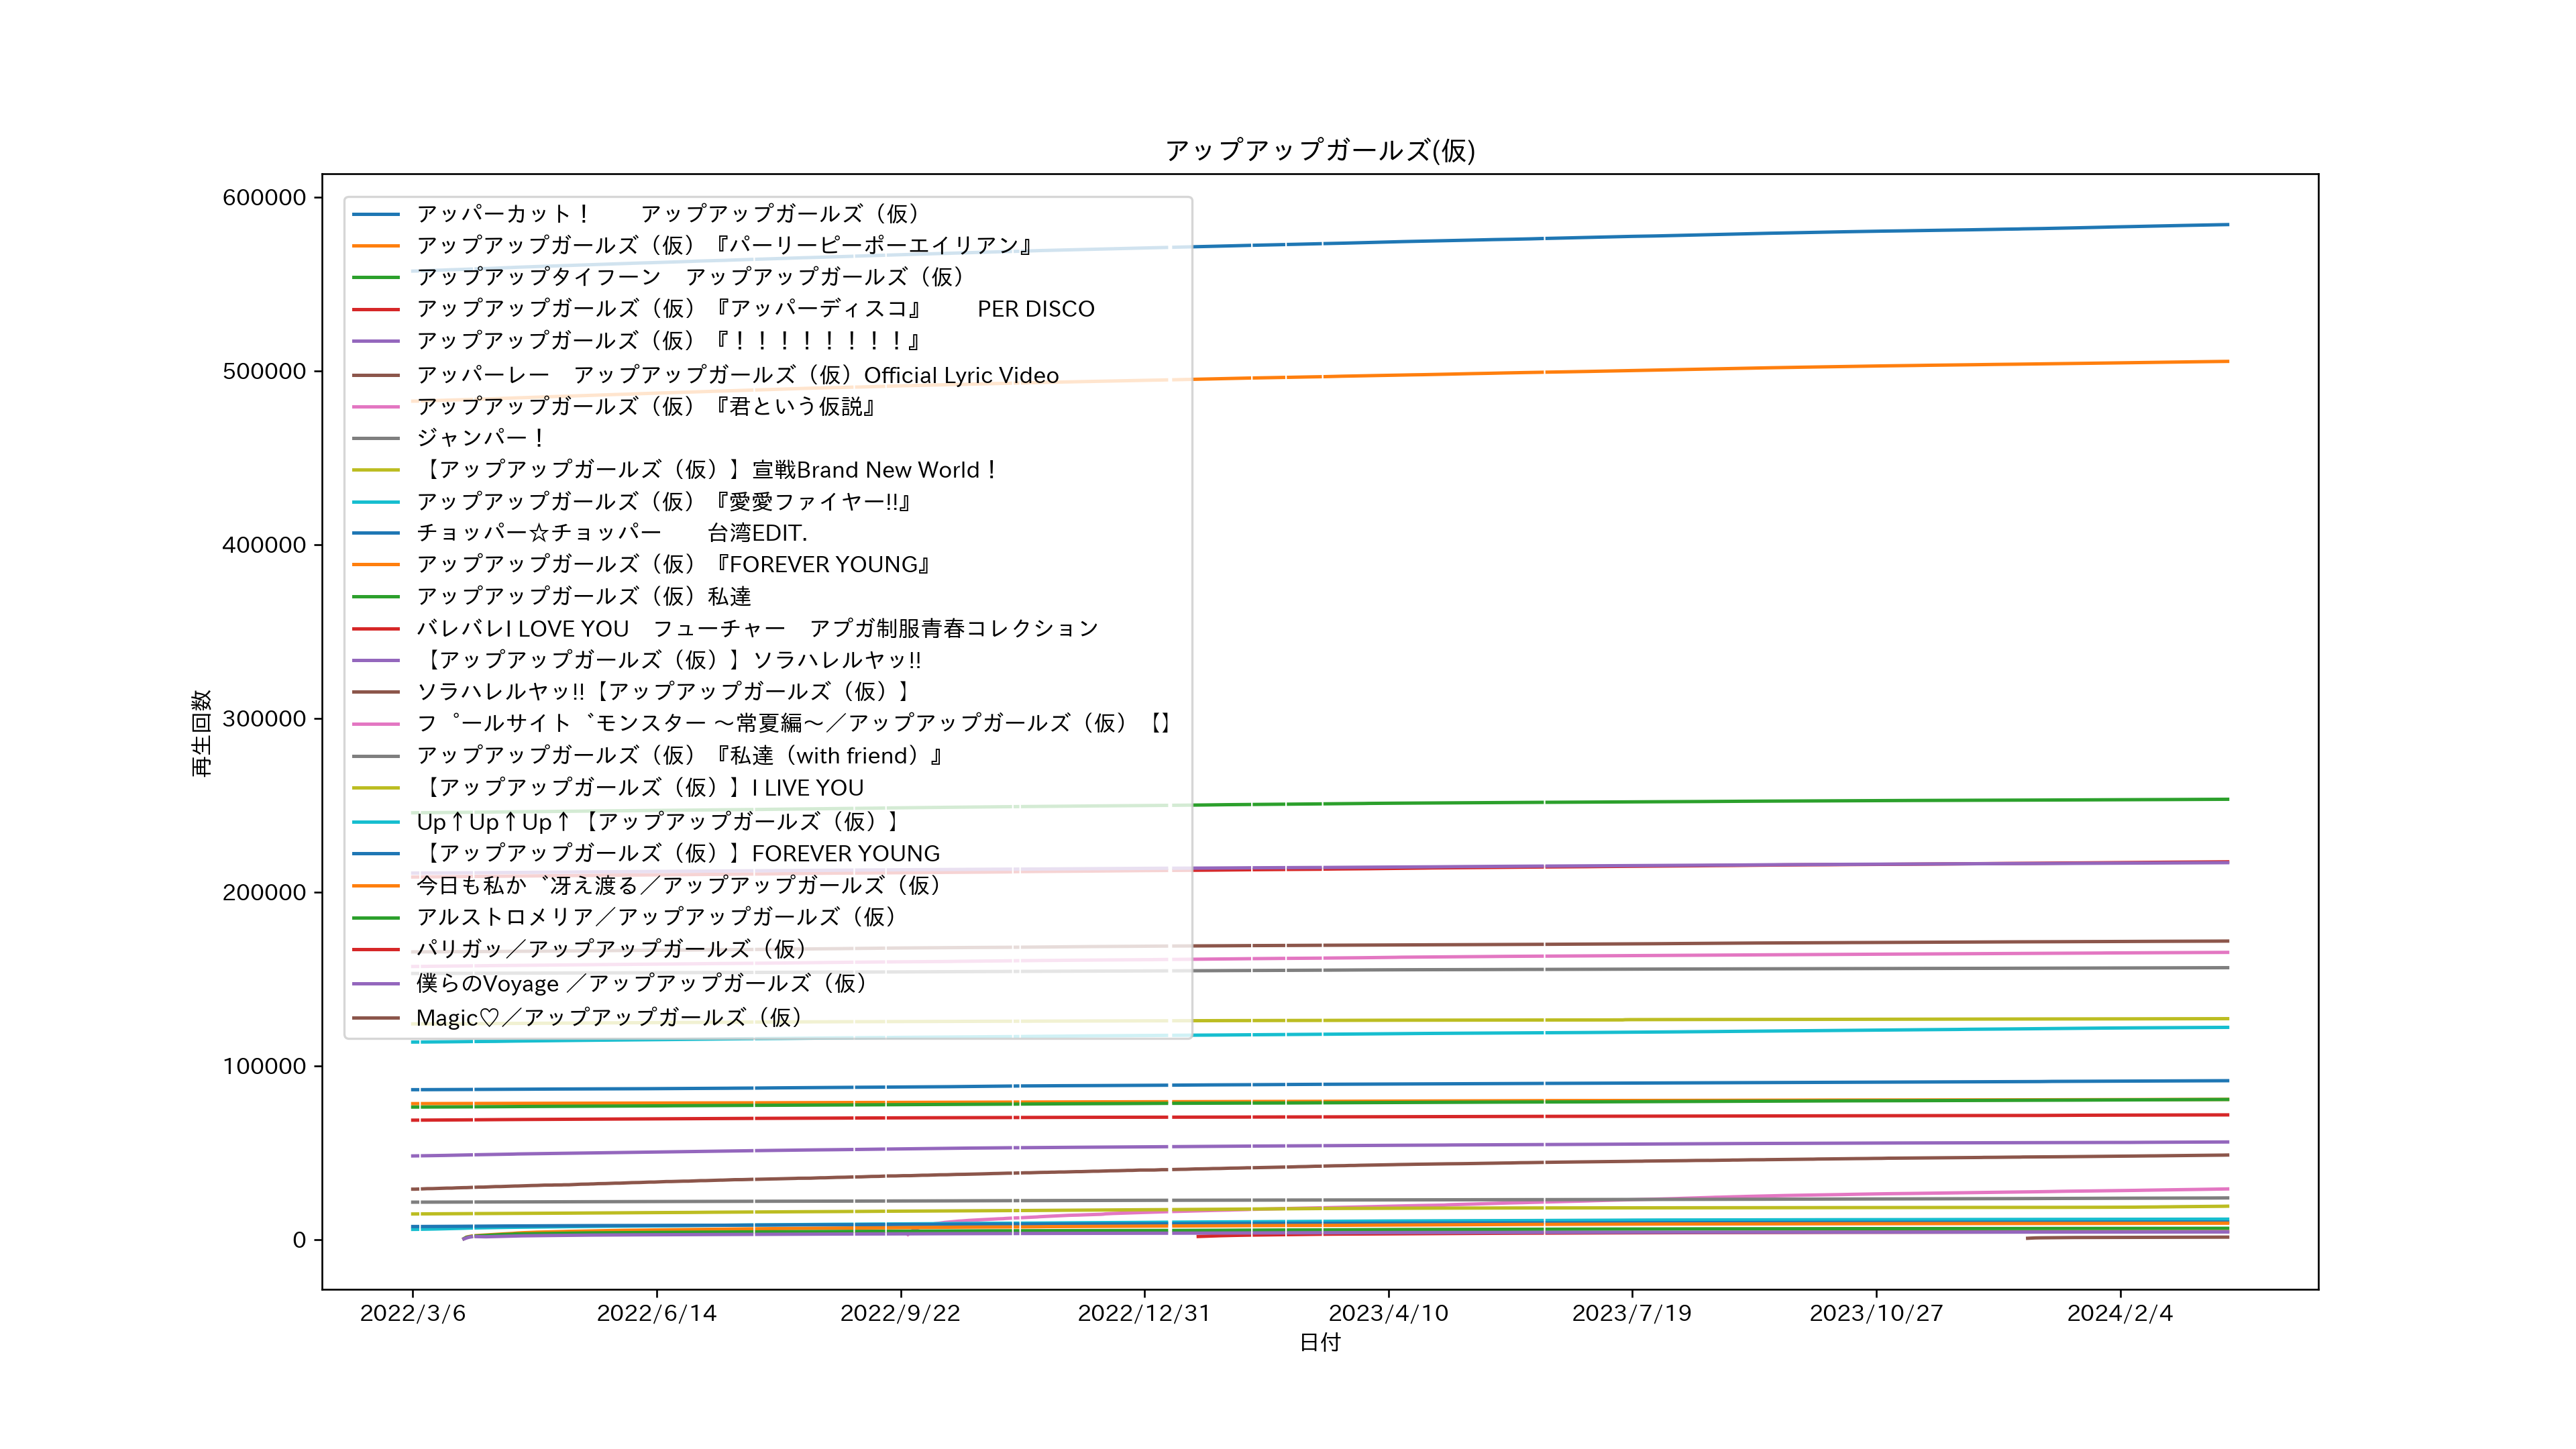 アップアップガールズ(仮)
600000
500000
400000
300000
200000
100000
0
再生回数
アッパーカット！　　アップアップガールズ（仮）
アップアップガールズ（仮）『パーリーピーポーエイリアン』
アップアップタイフーン　アップアップガールズ（仮）
アップアップガールズ（仮）『アッパーディスコ』　　PER DISCO
アップアップガールズ（仮）『！！！！！！！！』
アッパーレー　アップアップガールズ（仮）Official Lyric Video
アップアップガールズ（仮）『君という仮説』
ジャンパー！
【アップアップガールズ（仮）】宣戦Brand New World！
アップアップガールズ（仮）『愛愛ファイヤー!!』
チョッパー☆チョッパー　　台湾EDIT.
アップアップガールズ（仮）『FOREVER YOUNG』
アップアップガールズ（仮）私達
バレバレI LOVE YOU　フューチャー　アプガ制服青春コレクション
【アップアップガールズ（仮）】ソラハレルヤッ!!
ソラハレルヤッ!!【アップアップガールズ（仮）】
フ゜ールサイト゛モンスター ～常夏編～／アップアップガールズ（仮）【】
アップアップガールズ（仮）『私達（with friend）』
【アップアップガールズ（仮）】I LIVE YOU
Up↑Up↑Up↑【アップアップガールズ（仮）】
【アップアップガールズ（仮）】FOREVER YOUNG
今日も私か゛冴え渡る／アップアップガールズ（仮）
アルストロメリア／アップアップガールズ（仮）
パリガッ／アップアップガールズ（仮）
僕らのVoyage ／アップアップガールズ（仮）
Magic♡／アップアップガールズ（仮）
2022/3/6 2022/6/14 2022/9/22 2022/12/31 2023/4/10 2023/7/19 2023/10/27 2024/2/4
日付